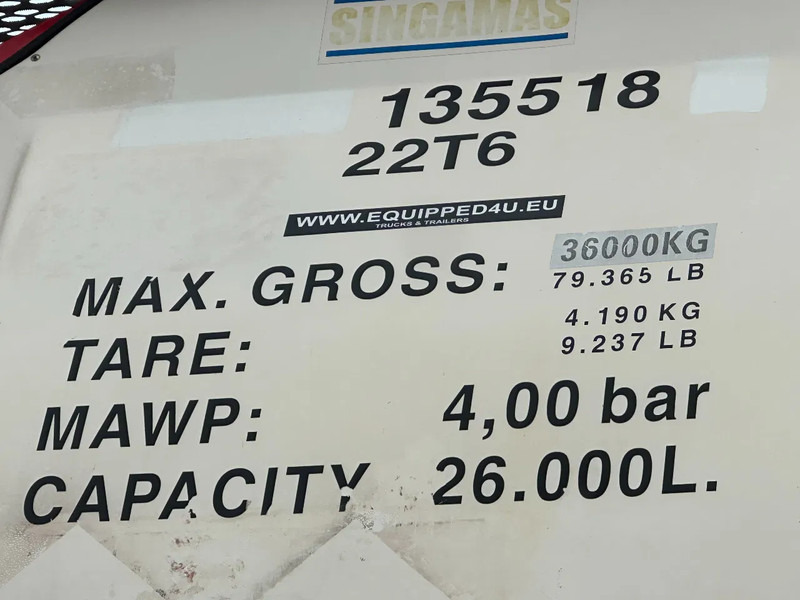 SINGAMAS
135518
22T6
WWW.EQUIPPED4U.EU
TRUCKS & TRAILERS
MAX. GROSS: 36000KG
79.365 LB
TARE: 4.190 KG
9.237 LB
MAWP: 4,00 bar
CAPACITY 26.000L.